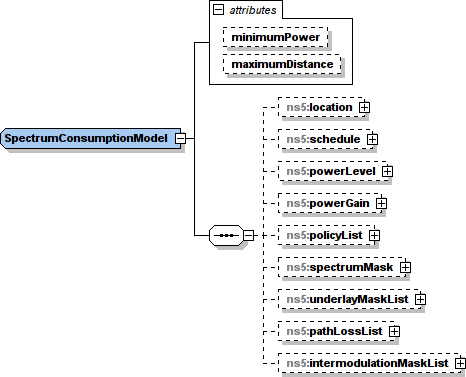 attributes
minimumPower
maximumDistance
SpectrumConsumptionModel
ns5:location
ns5:schedule
ns5:powerLevel
ns5:powerGain
ns5:policyList
ns5:spectrumMask
ns5:underlayMaskList
ns5:pathLossList
ns5:intermodulationMaskList